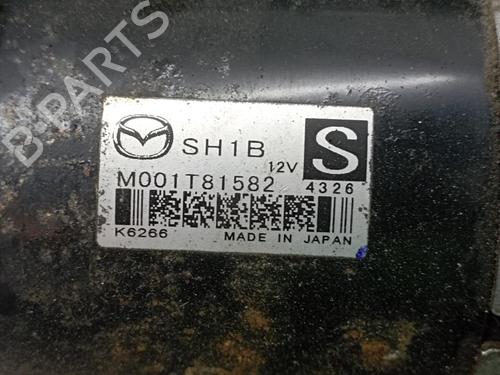 B-PARTS
SH1B
12V
S
M001T81582
4326
K6266
MADE IN JAPAN